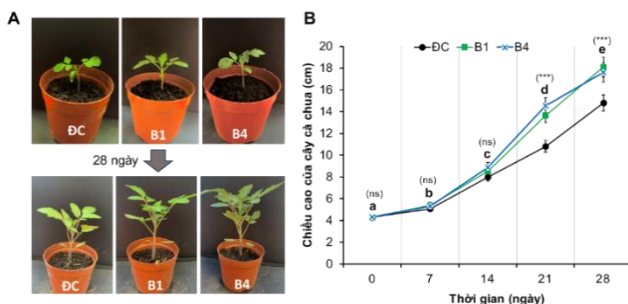 A
ĐC
B1
B4
28 ngày
ĐC
B1
B4
B
Chiều cao của cây cà chua (cm)
20
18
16
14
12
10
8
6
4
2
0
ĐC B1 B4
(ns)
a
(ns)
b
(ns)
c
(***)
d
(***)
e
0 7 14 21 28
Thời gian (ngày)